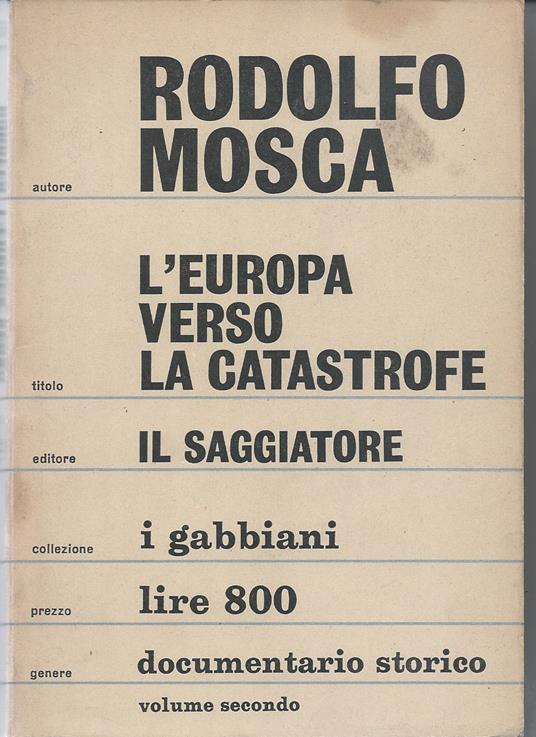 RODOLFO
autore MOSCA
L'EUROPA
VERSO
titolo LA CATASTROFE
editore IL SAGGIATORE
collezione i gabbiani
prezzo lire 800
genere documentario storico
volume secondo